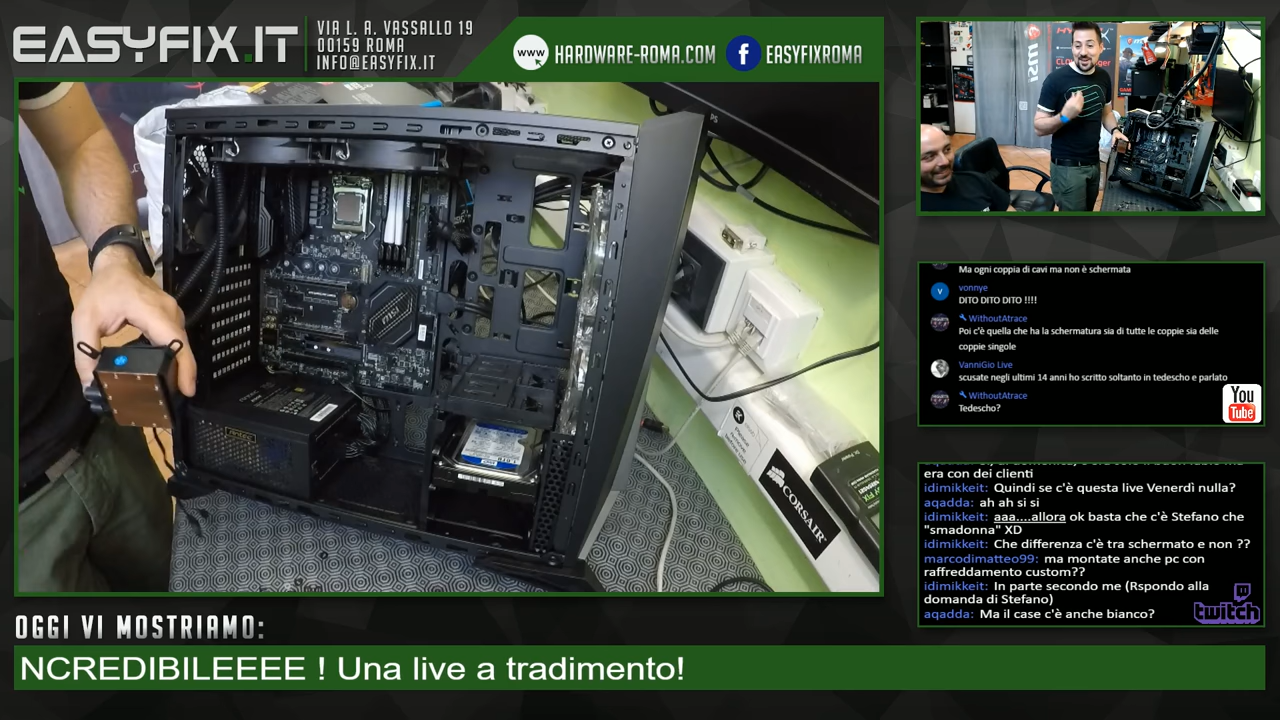 EASYFIX.IT
VIA L. A. VASSALLO 19
00159 ROMA
INFO@EASYFIX.IT
WWW
HARDWARE-ROMA.COM
f
EASYFIXROMA
msi
CORSAIR
Ma ogni coppia di cavi ma non è schermata
V
vonnye
DITO DITO DITO !!!!
WithoutAtrace
Poi c'è quella che ha la schermatura sia di tutte le coppie sia delle
coppie singole
VanniGio Live
scusate negli ultimi 14 anni ho scritto soltanto in tedesco e parlato
WithoutAtrace
Tedescho?
You
Tube
era con dei clienti
idimikkeit: Quindi se c'è questa live Venerdì nulla?
aqadda: ah ah si si
idimikkeit: aaa....allora ok basta che c'è Stefano che
"smadonna" XD
idimikkeit: Che differenza c'è tra schermato e non ??
marcodimatteo99: ma montate anche pc con
raffreddamento custom??
idimikkeit: In parte secondo me (Rspondo alla
domanda di Stefano)
aqadda: Ma il case c'è anche bianco?
twitch
OGGI VI MOSTRIAMO:
NCREDIBILEEEE ! Una live a tradimento!